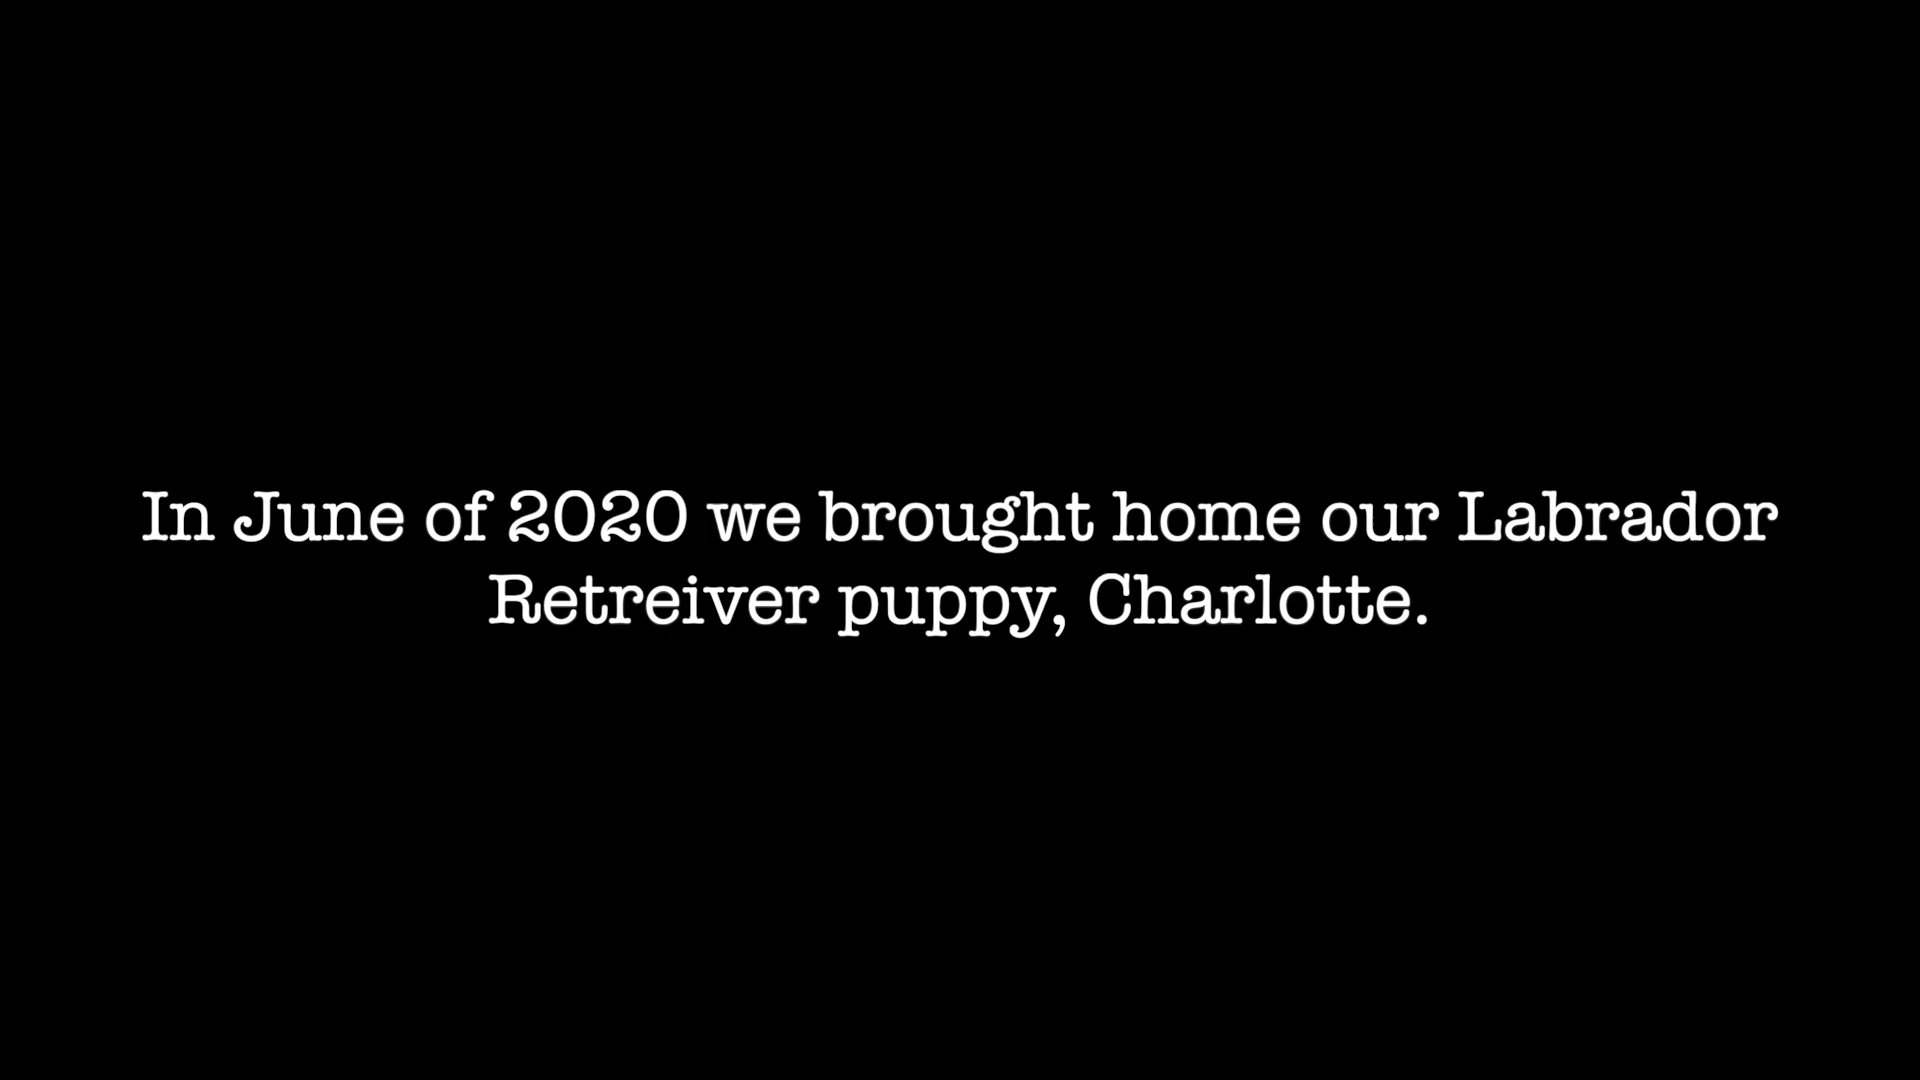 In June of 2020 we brought home our Labrador
Retreiver puppy, Charlotte.